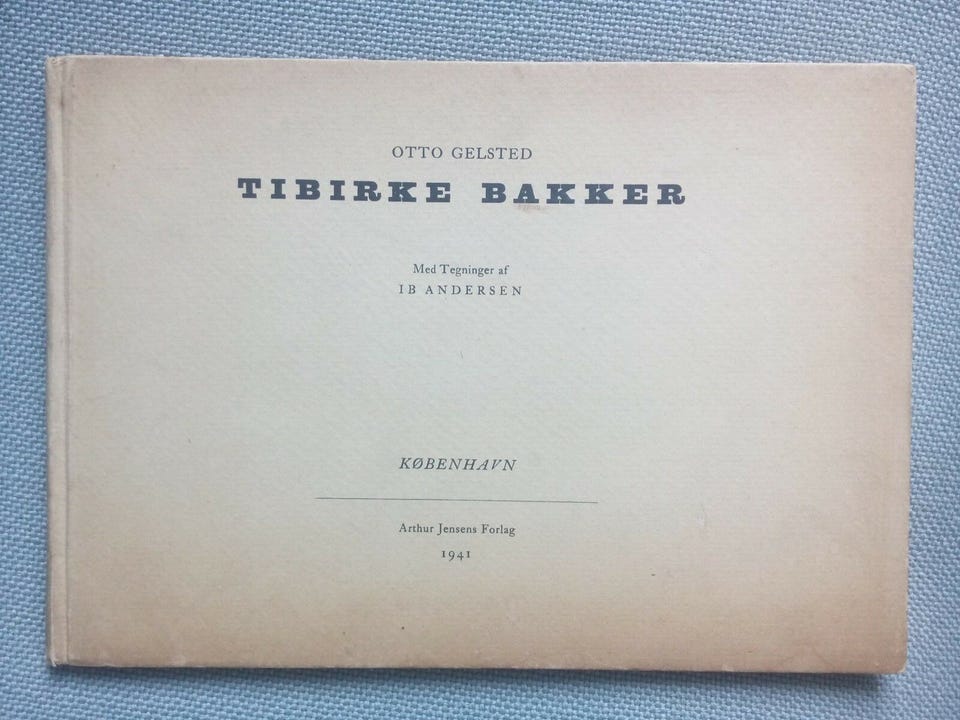 OTTO GELSTED
TIBIRKE BAKKER
Med Tegninger af
IB ANDERSEN
KØBENHAVN
Arthur Jensens Forlag
1941